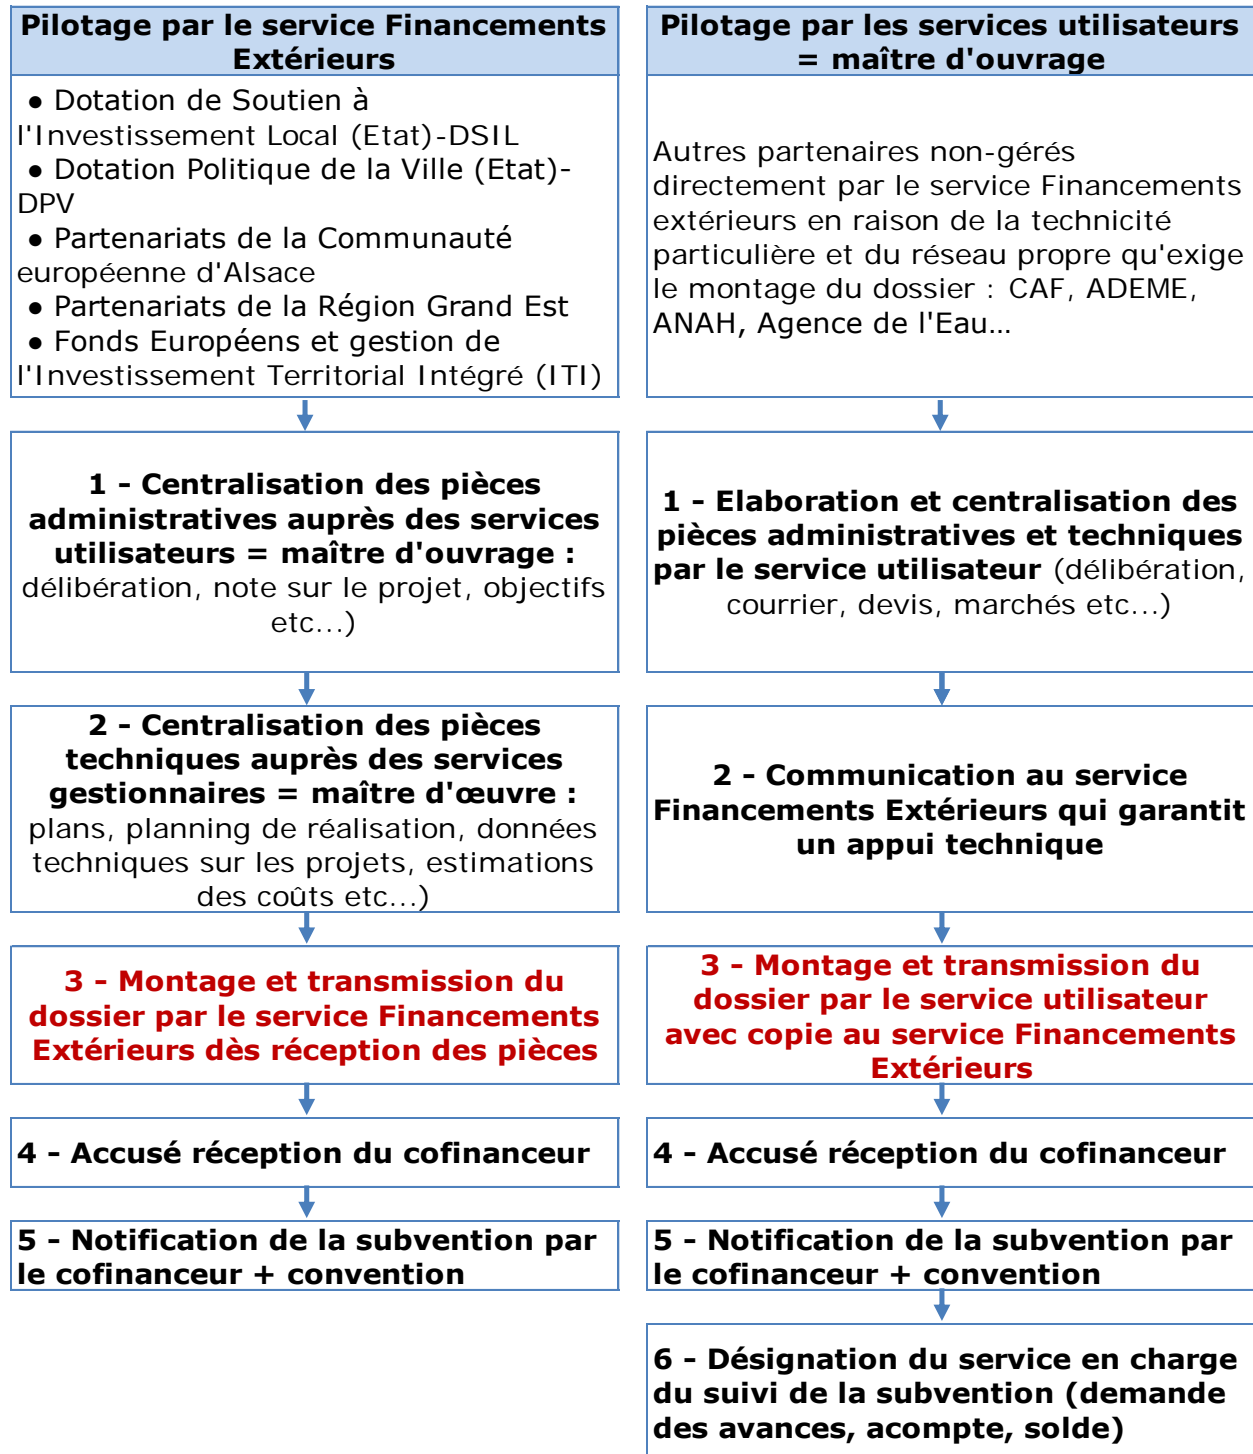 Pilotage par le service Financements
Extérieurs
● Dotation de Soutien à
l'Investissement Local (Etat)-DSIL
● Dotation Politique de la Ville (Etat)-
DPV
● Partenariats de la Communauté
européenne d'Alsace
● Partenariats de la Région Grand Est
● Fonds Européens et gestion de
l'Investissement Territorial Intégré (ITI)
1 - Centralisation des pièces
administratives auprès des services
utilisateurs = maître d'ouvrage :
délibération, note sur le projet, objectifs
etc...)
2 - Centralisation des pièces
techniques auprès des services
gestionnaires = maître d'œuvre :
plans, planning de réalisation, données
techniques sur les projets, estimations
des coûts etc...)
3 - Montage et transmission du
dossier par le service Financements
Extérieurs dès réception des pièces
4 - Accusé réception du cofinanceur
5 - Notification de la subvention par
le cofinanceur + convention
Pilotage par les services utilisateurs
= maître d'ouvrage
Autres partenaires non-gérés
directement par le service Financements
extérieurs en raison de la technicité
particulière et du réseau propre qu'exige
le montage du dossier : CAF, ADEME,
ANAH, Agence de l'Eau…
1 - Elaboration et centralisation des
pièces administratives et techniques
par le service utilisateur (délibération,
courrier, devis, marchés etc...)
2 - Communication au service
Financements Extérieurs qui garantit
un appui technique
3 - Montage et transmission du
dossier par le service utilisateur
avec copie au service Financements
Extérieurs
4 - Accusé réception du cofinanceur
5 - Notification de la subvention par
le cofinanceur + convention
6 - Désignation du service en charge
du suivi de la subvention (demande
des avances, acompte, solde)